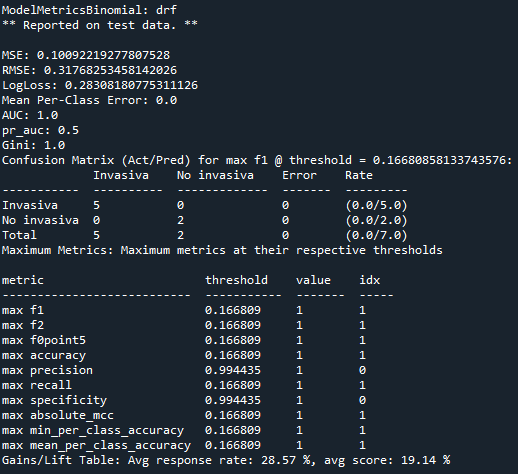 ModelMetricsBinomial: drf
** Reported on test data. **
MSE: 0.10092219277807528
RMSE: 0.31768253458142026
LogLoss: 0.28308180775311126
Mean Per-Class Error: 0.0
AUC: 1.0
pr_auc: 0.5
Gini: 1.0
Confusion Matrix (Act/Pred) for max f1 @ threshold = 0.16680858133743576:
Invasiva No invasiva Error Rate
----------- ---------- ------------- ------- ---------
Invasiva 5 0 0 (0.0/5.0)
No invasiva 0 2 0 (0.0/2.0)
Total 5 2 0 (0.0/7.0)
Maximum Metrics: Maximum metrics at their respective thresholds
metric threshold value idx
--------------------------- ----------- ------- -----
max f1 0.166809 1 1
max f2 0.166809 1 1
max f0point5 0.166809 1 1
max accuracy 0.166809 1 1
max precision 0.994435 1 0
max recall 0.166809 1 1
max specificity 0.994435 1 0
max absolute_mcc 0.166809 1 1
max min_per_class_accuracy 0.166809 1 1
max mean_per_class_accuracy 0.166809 1 1
Gains/Lift Table: Avg response rate: 28.57 %, avg score: 19.14 %